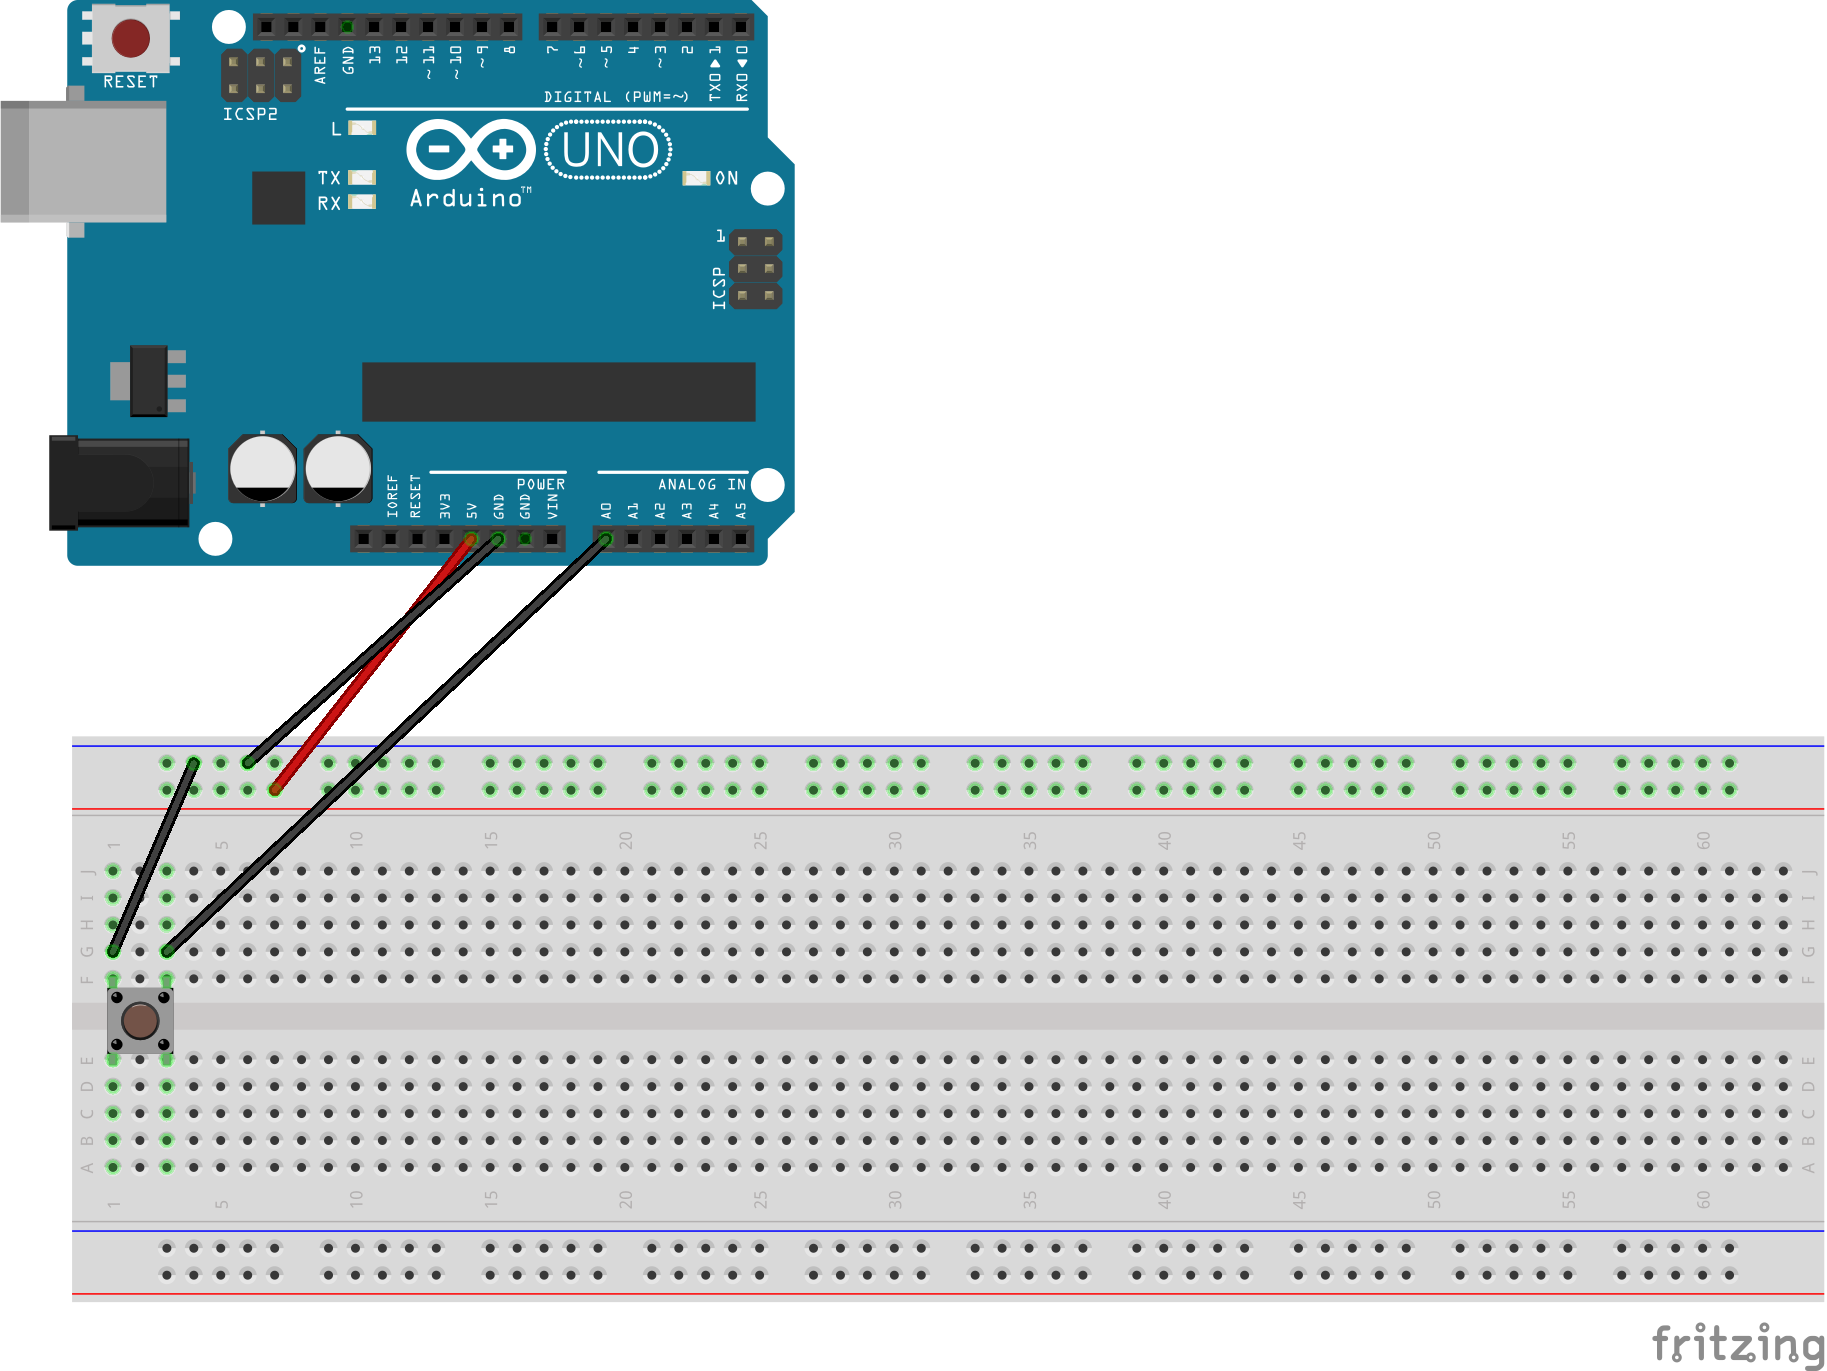 RESET
ICSP2
AREF
GND
13
12
~11
~10
~9
8
7
~6
~5
4
~3
2
TX0▶1
RX0◀0
DIGITAL (PWM=~)
L
TX
RX
UNO
Arduino™
ON
1
ICSP
POWER
ANALOG IN
IOREF
RESET
3V3
5V
GND
GND
VIN
A0
A1
A2
A3
A4
A5
1 5 10 15 20 25 30 35 40 45 50 55 60
J J
I I
H H
G G
F F
E E
D D
C C
B B
A A
1 5 10 15 20 25 30 35 40 45 50 55 60
fritzing